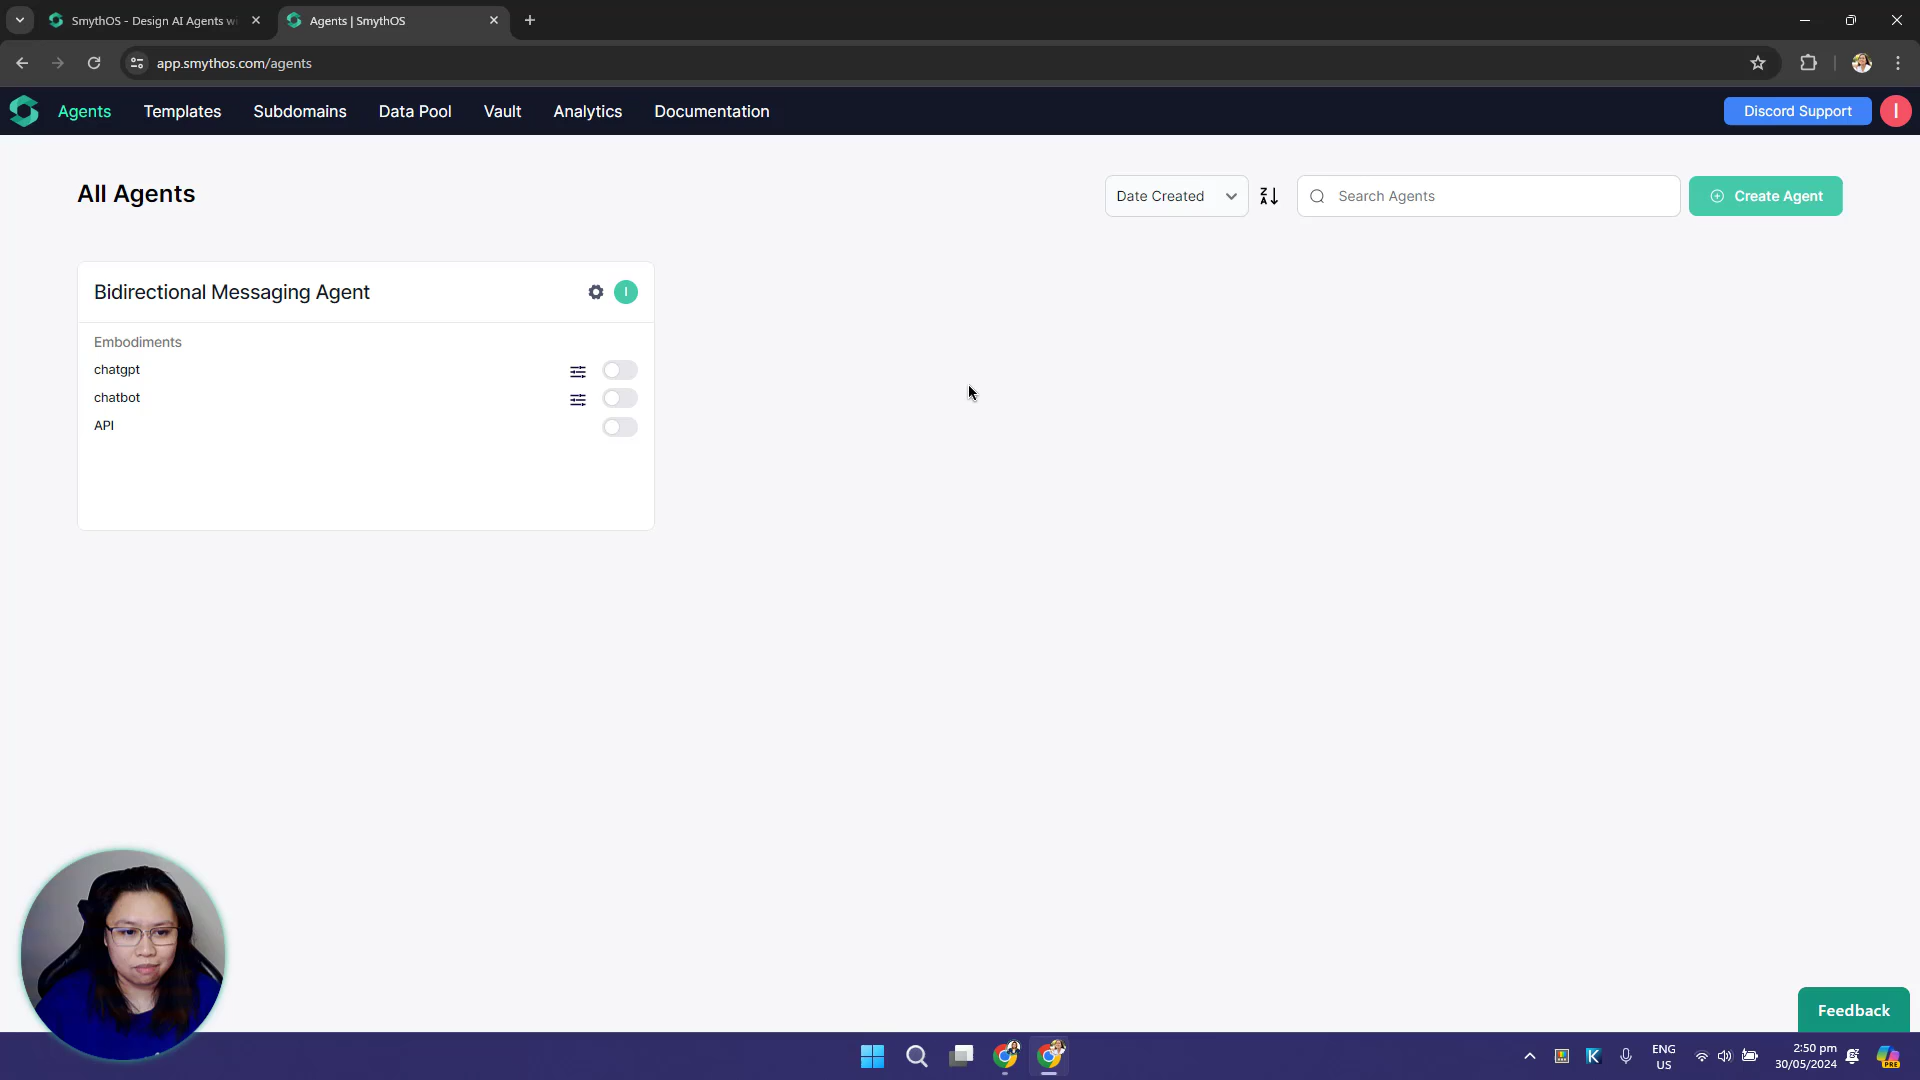 SmythOS - Design AI Agents wi
Agents | SmythOS
app.smythos.com/agents
Agents
Templates
Subdomains
Data Pool
Vault
Analytics
Documentation
Discord Support
I
All Agents
Date Created
Search Agents
Create Agent
Bidirectional Messaging Agent
I
Embodiments
chatgpt
chatbot
API
Feedback
ENG
US
2:50 pm
30/05/2024
PRE